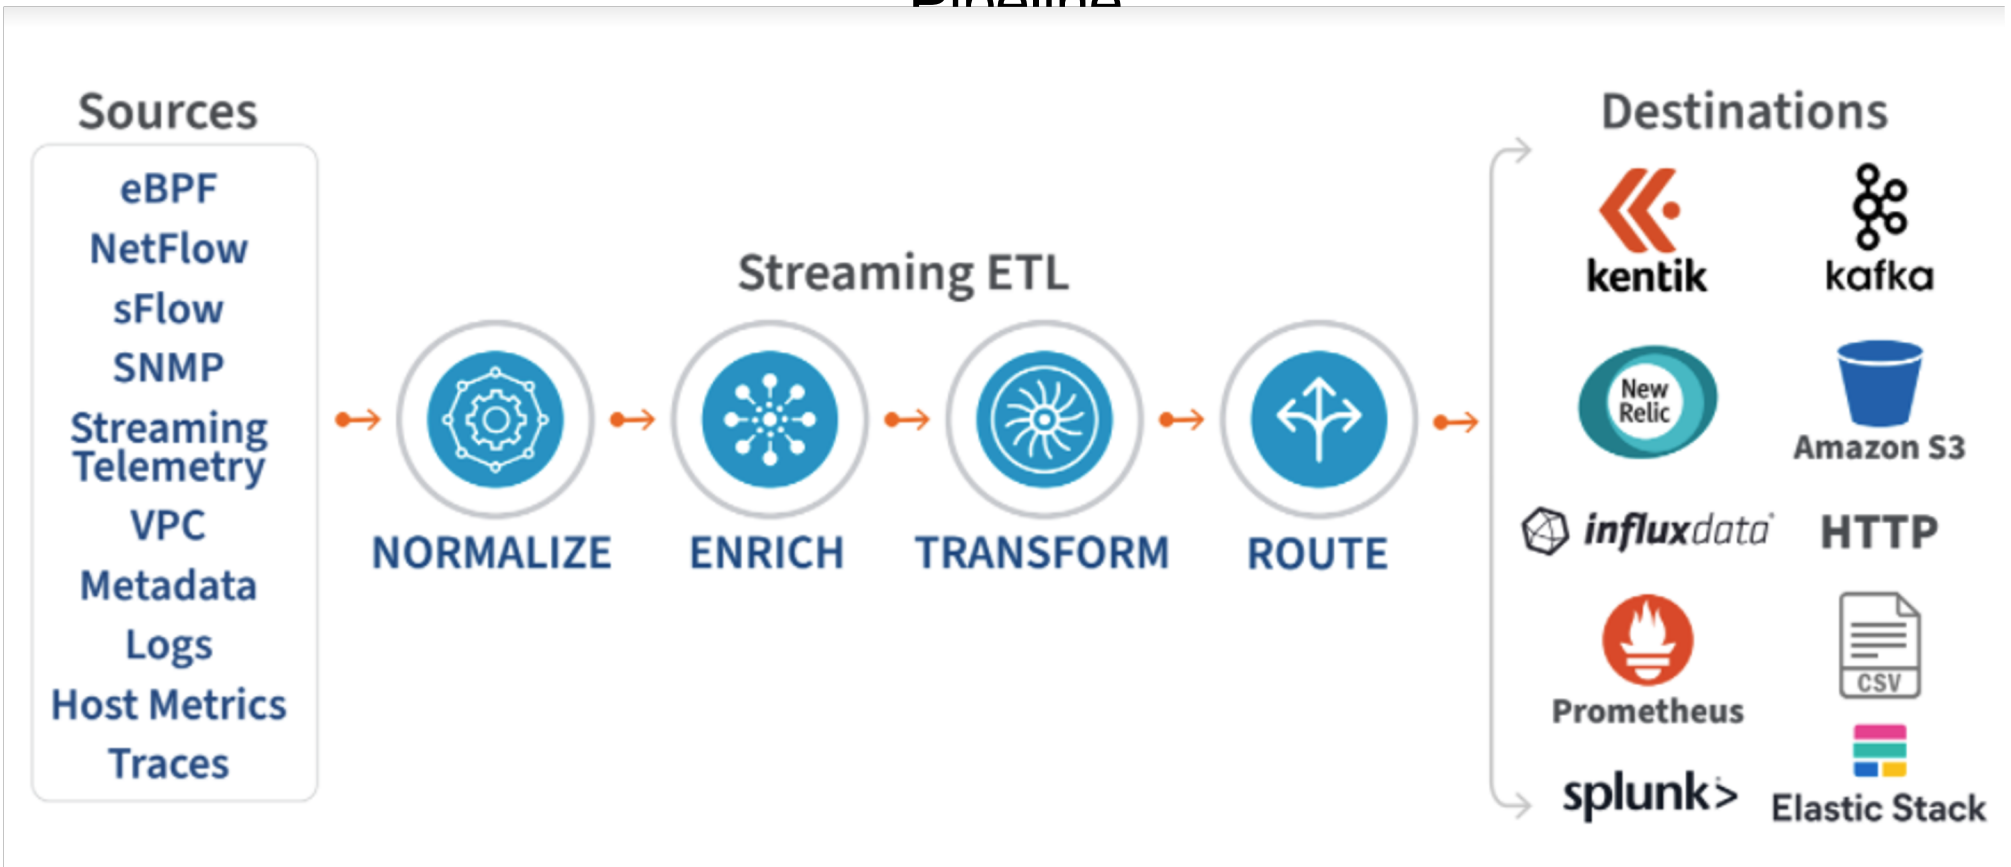 Pipeline
Sources
eBPF
NetFlow
sFlow
SNMP
Streaming
Telemetry
VPC
Metadata
Logs
Host Metrics
Traces
Streaming ETL
NORMALIZE
ENRICH
TRANSFORM
ROUTE
Destinations
kentik
kafka
New
Relic
Amazon S3
influxdata
HTTP
Prometheus
CSV
splunk>
Elastic Stack